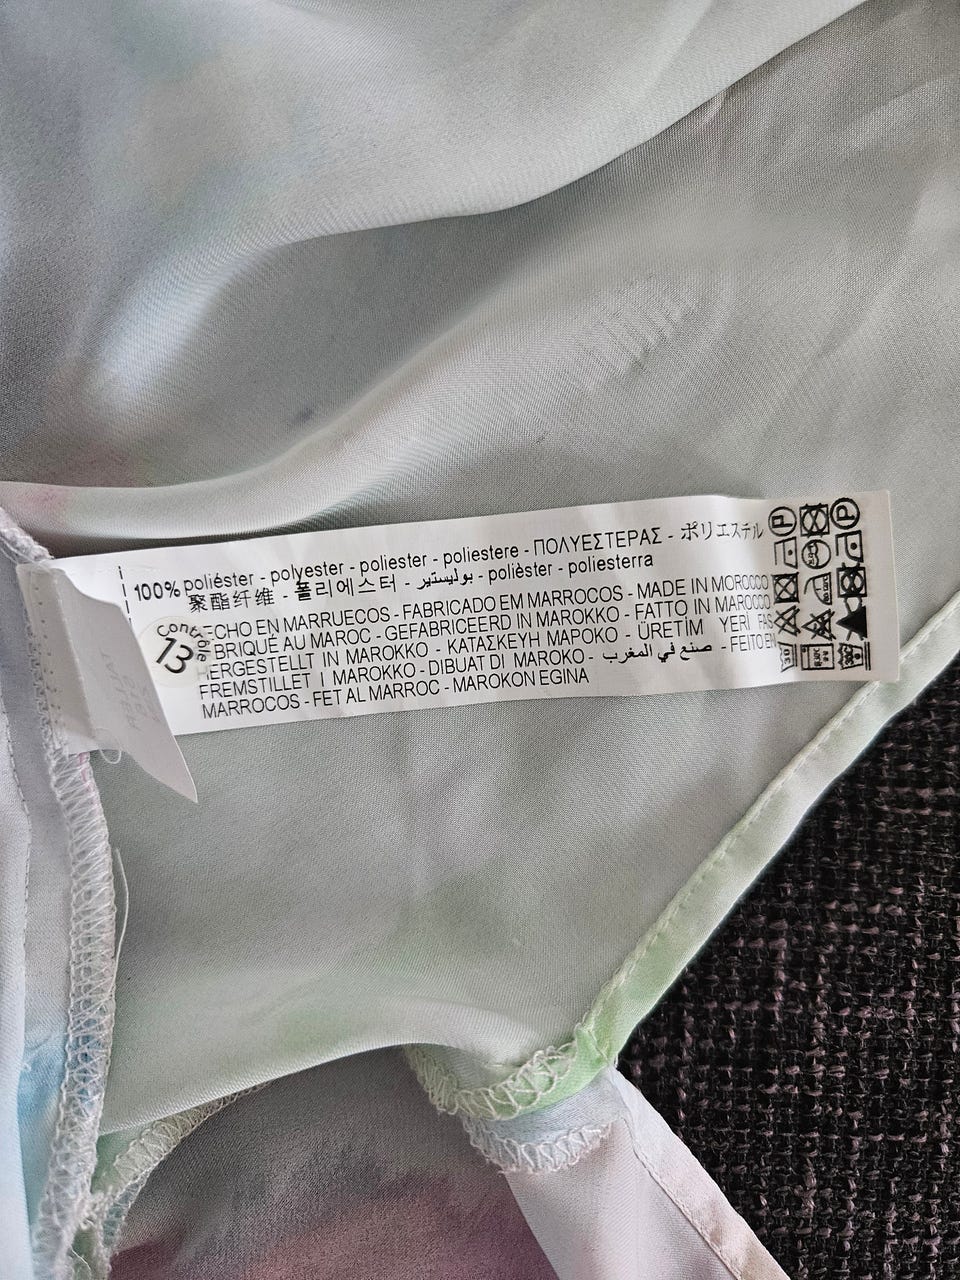 100% poliéster - polyester - poliester - poliestere - ΠΟΛΥΕΣΤΕΡΑΣ - ポリエステル
聚酯纤维 - 폴리에스터 - بوليستير - polièster - poliesterra
ECHO EN MARRUECOS - FABRICADO EM MARROCOS - MADE IN MOROCCO
BRIQUÉ AU MAROC - GEFABRICEERD IN MAROKKO - FATTO IN MAROCCO
HERGESTELLT IN MAROKKO - ΚΑΤΑΣΚΕΥΗ ΜΑΡΟΚΟ - ÜRETİM YERİ FAS
FREMSTILLET I MAROKKO - DIBUAT DI MAROKO - صنع في المغرب - FEITO EN
MARROCOS - FET AL MARROC - MAROKON EGINA
Contrôle
13
P
P